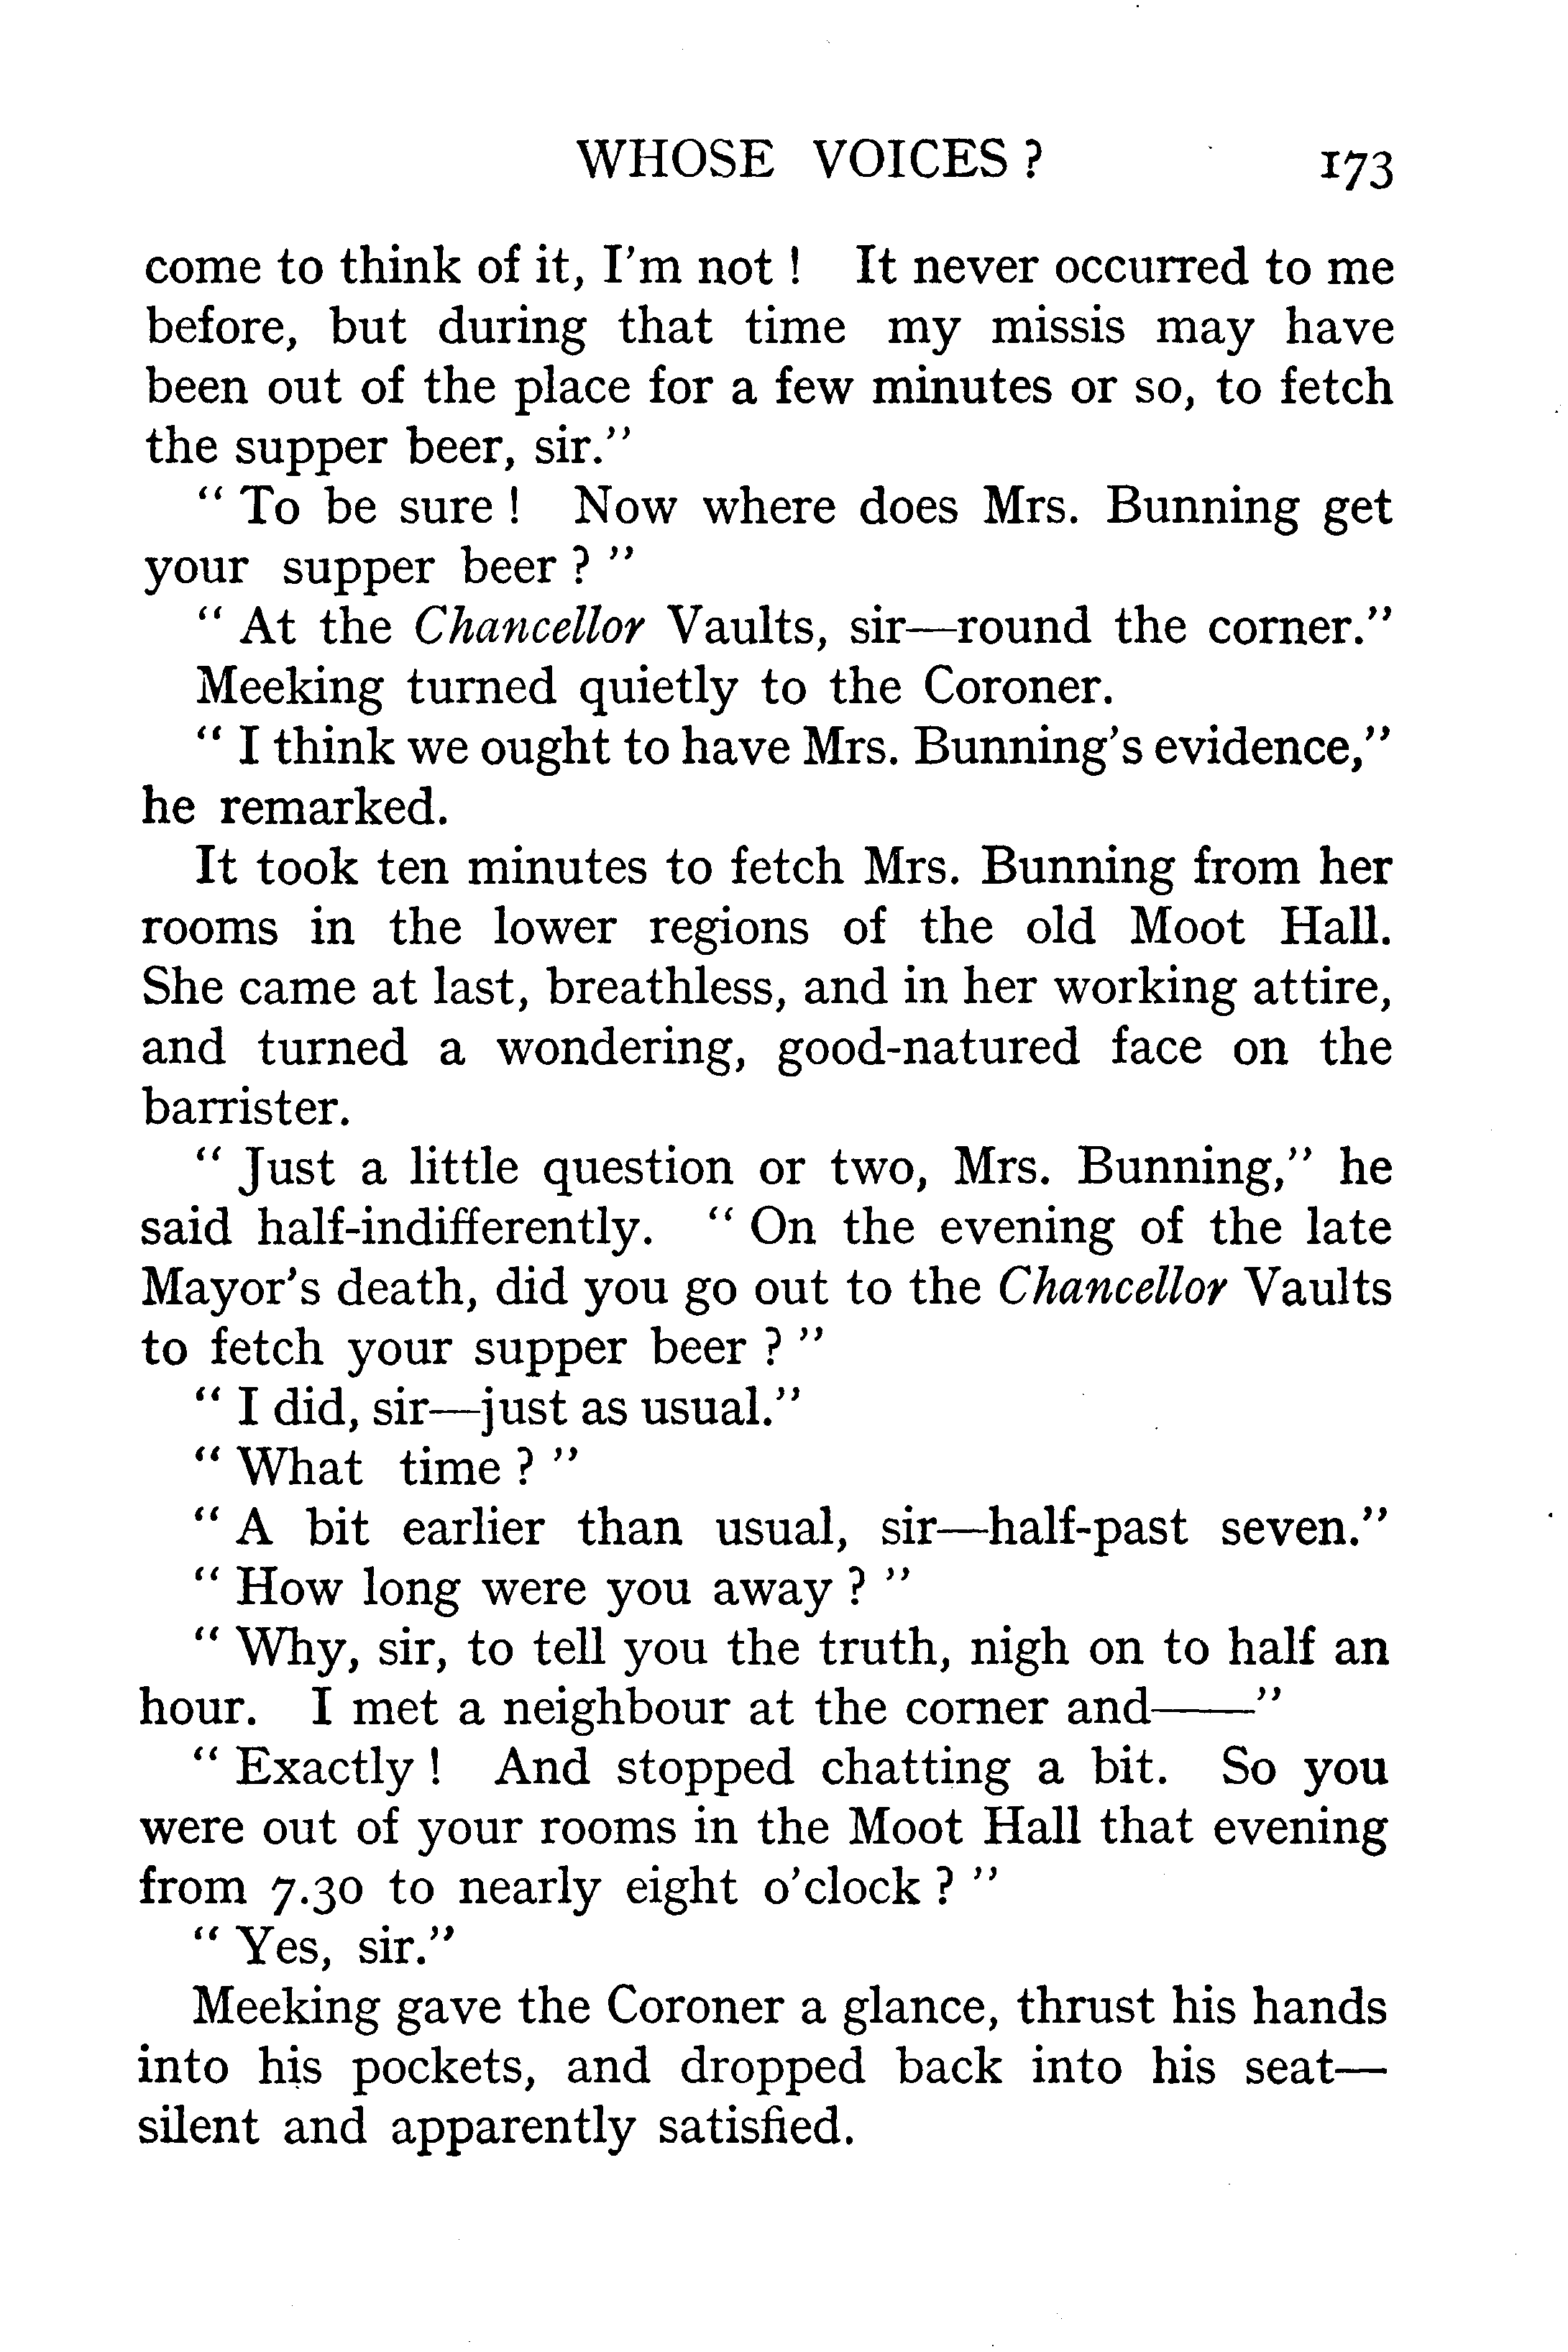 WHOSE VOICES ? 173
come to think of it, I'm not ! It never occurred to me
before, but during that time my missis may have
been out of the place for a few minutes or so, to fetch
the supper beer, sir."
" To be sure ! Now where does Mrs. Bunning get
your supper beer ? "
" At the Chancellor Vaults, sir—round the corner."
Meeking turned quietly to the Coroner.
" I think we ought to have Mrs. Bunning's evidence,"
he remarked.
It took ten minutes to fetch Mrs. Bunning from her
rooms in the lower regions of the old Moot Hall.
She came at last, breathless, and in her working attire,
and turned a wondering, good-natured face on the
barrister.
" Just a little question or two, Mrs. Bunning," he
said half-indifferently. " On the evening of the late
Mayor's death, did you go out to the Chancellor Vaults
to fetch your supper beer ? "
" I did, sir—just as usual."
" What time ? "
" A bit earlier than usual, sir—half-past seven."
" How long were you away ? "
" Why, sir, to tell you the truth, nigh on to half an
hour. I met a neighbour at the corner and——"
" Exactly ! And stopped chatting a bit. So you
were out of your rooms in the Moot Hall that evening
from 7.30 to nearly eight o'clock ? "
" Yes, sir."
Meeking gave the Coroner a glance, thrust his hands
into his pockets, and dropped back into his seat—
silent and apparently satisfied.